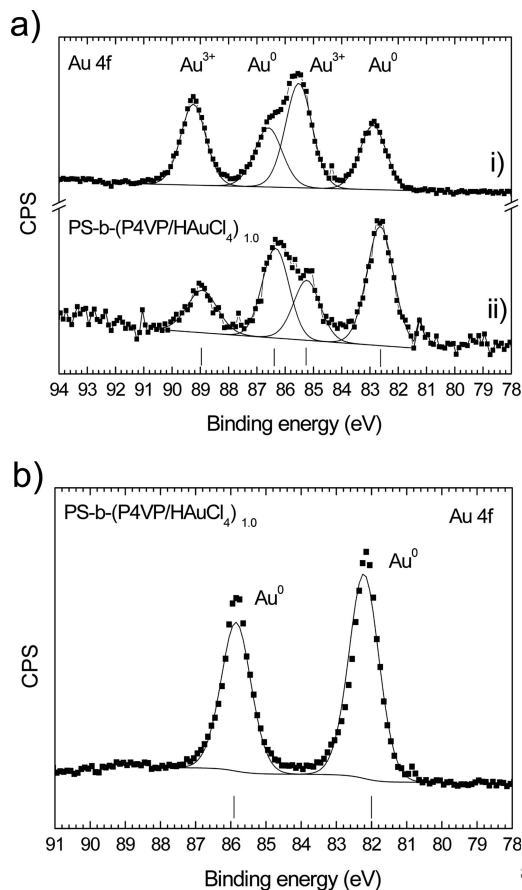 a)
Au 4f
Au3+ Au0 Au3+ Au0
i)
CPS
PS-b-(P4VP/HAuCl4) 1.0
ii)
94 93 92 91 90 89 88 87 86 85 84 83 82 81 80 79 78
Binding energy (eV)
b)
PS-b-(P4VP/HAuCl4) 1.0 Au 4f
Au0
Au0
CPS
91 90 89 88 87 86 85 84 83 82 81 80 79 78
Binding energy (eV)